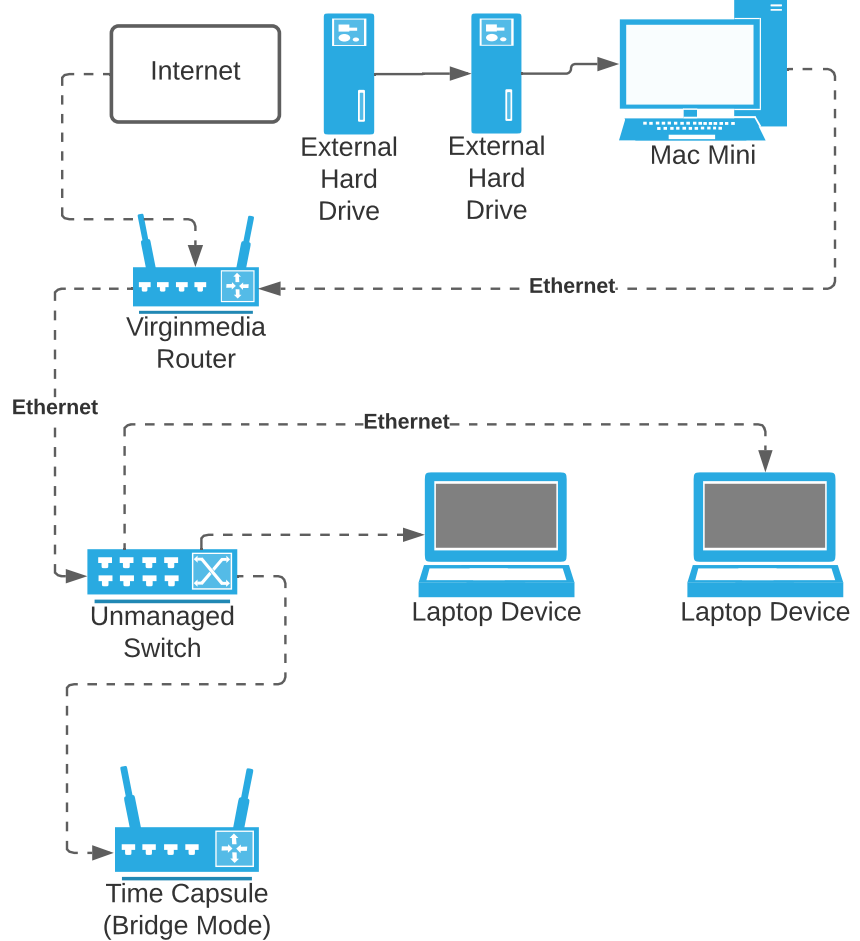 Internet
External
Hard
Drive
External
Hard
Drive
Mac Mini
Ethernet
Virginmedia
Router
Ethernet
Ethernet
Laptop Device
Laptop Device
Unmanaged
Switch
Time Capsule
(Bridge Mode)